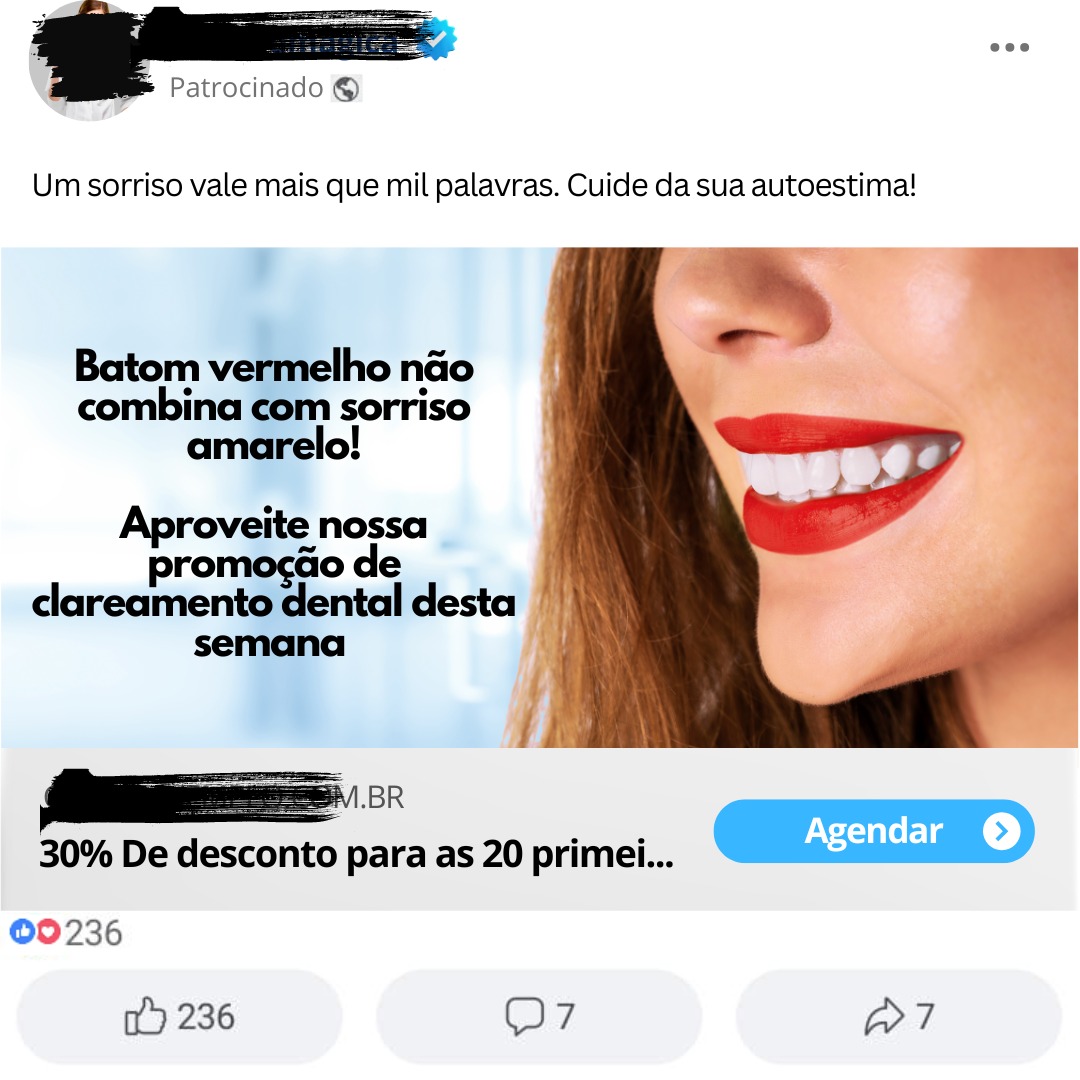 Patrocinado
Um sorriso vale mais que mil palavras. Cuide da sua autoestima!
Batom vermelho não
combina com sorriso
amarelo!
Aproveite nossa
promoção de
clareamento dental desta
semana
M.BR
30% De desconto para as 20 primei...
Agendar
236
236
7
7